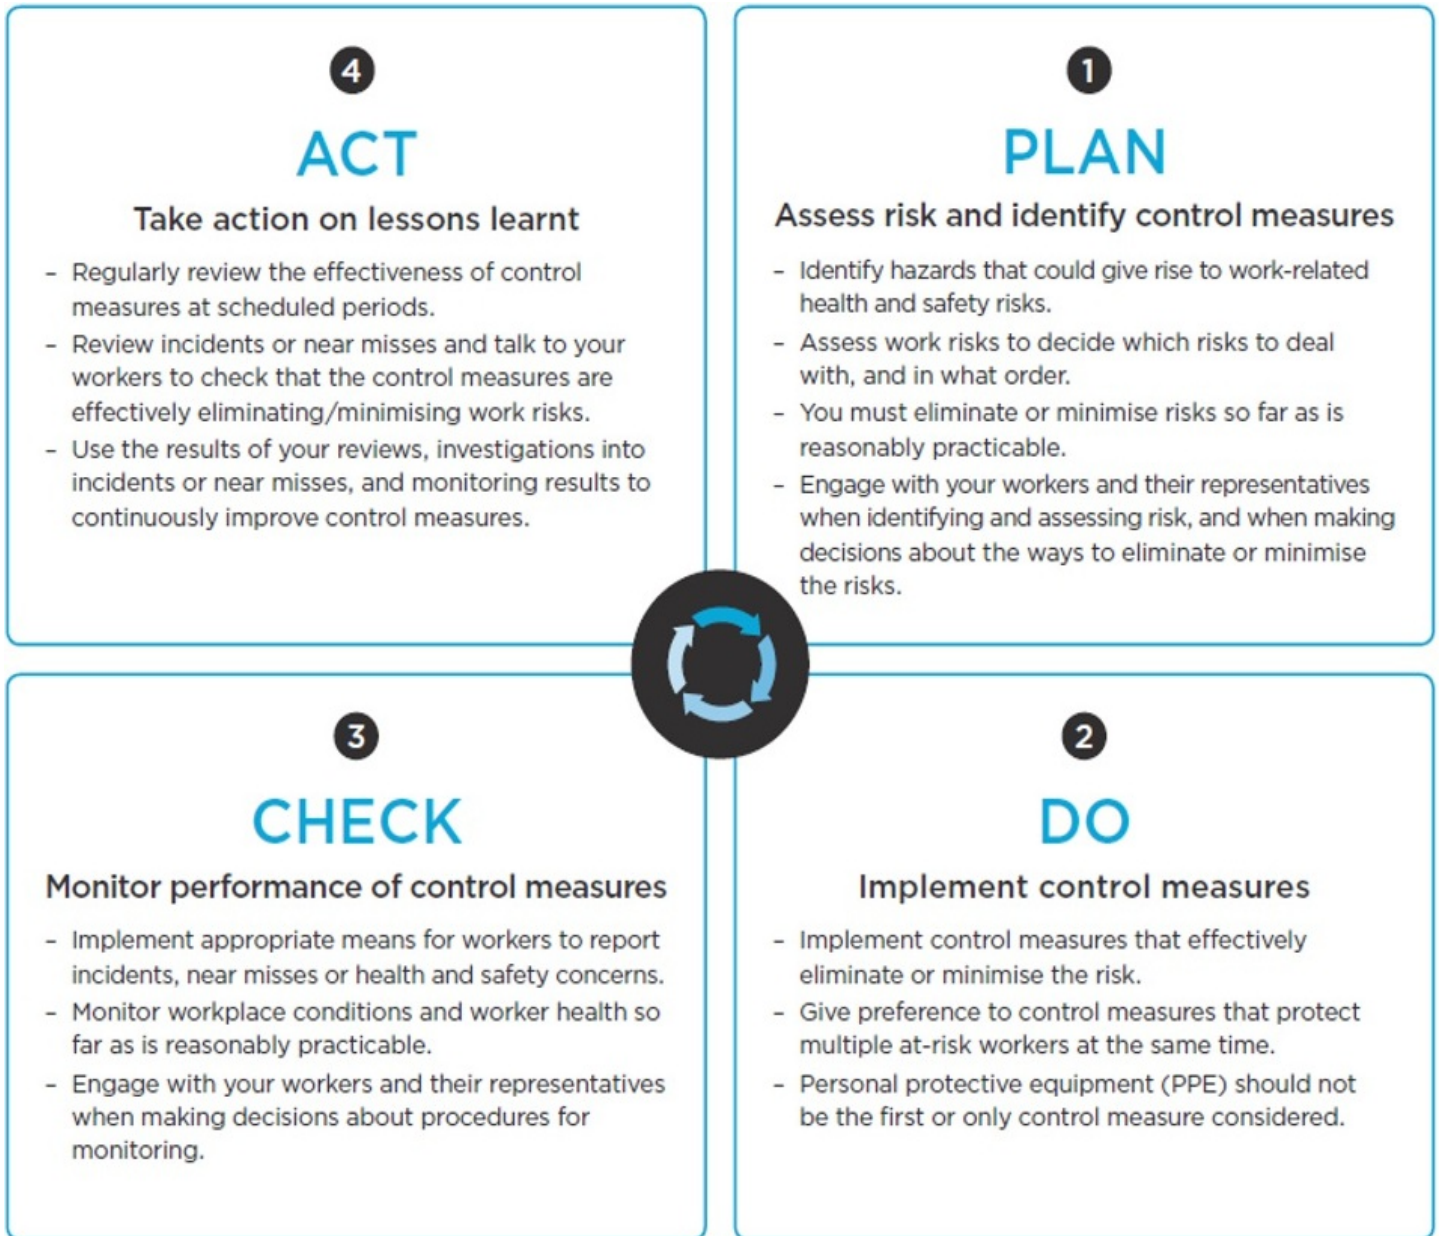 4
ACT
Take action on lessons learnt
– Regularly review the effectiveness of control
measures at scheduled periods.
– Review incidents or near misses and talk to your
workers to check that the control measures are
effectively eliminating/minimising work risks.
– Use the results of your reviews, investigations into
incidents or near misses, and monitoring results to
continuously improve control measures.
1
PLAN
Assess risk and identify control measures
– Identify hazards that could give rise to work-related
health and safety risks.
– Assess work risks to decide which risks to deal
with, and in what order.
– You must eliminate or minimise risks so far as is
reasonably practicable.
– Engage with your workers and their representatives
when identifying and assessing risk, and when making
decisions about the ways to eliminate or minimise
the risks.
3
CHECK
Monitor performance of control measures
– Implement appropriate means for workers to report
incidents, near misses or health and safety concerns.
– Monitor workplace conditions and worker health so
far as is reasonably practicable.
– Engage with your workers and their representatives
when making decisions about procedures for
monitoring.
2
DO
Implement control measures
– Implement control measures that effectively
eliminate or minimise the risk.
– Give preference to control measures that protect
multiple at-risk workers at the same time.
– Personal protective equipment (PPE) should not
be the first or only control measure considered.